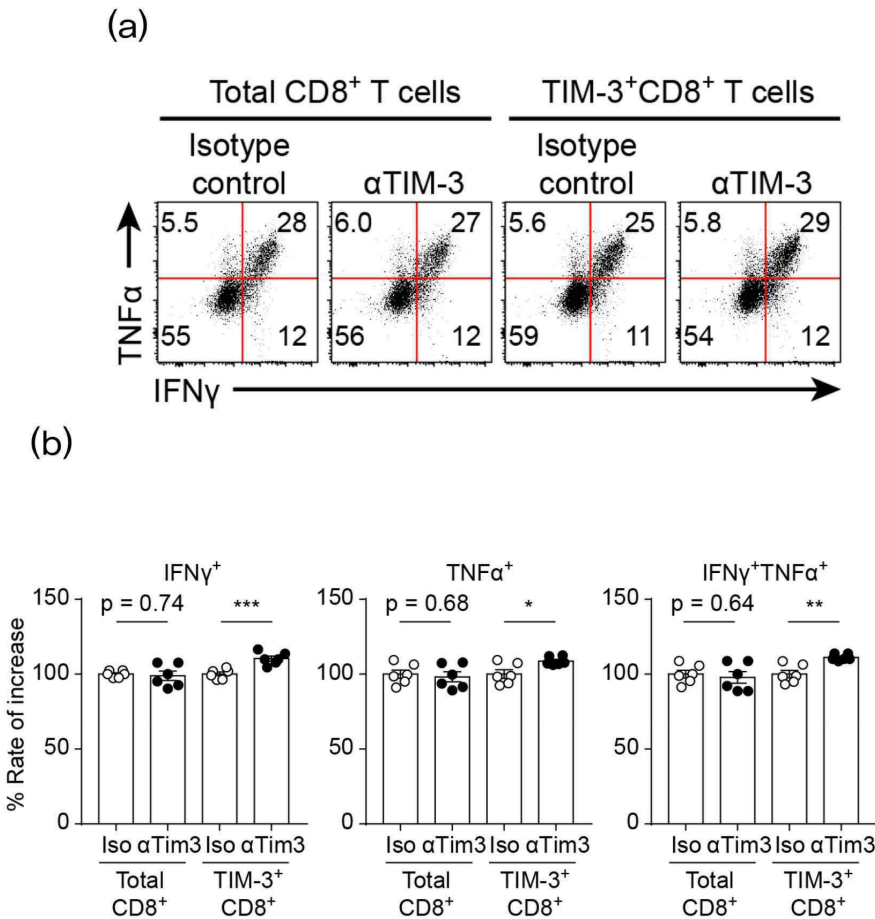 (a)
Total CD8⁺ T cells TIM-3⁺CD8⁺ T cells
Isotype control αTIM-3 Isotype control αTIM-3
5.5 28 6.0 27 5.6 25 5.8 29
TNFα
55 12 56 12 59 11 54 12
IFNγ
(b)
IFNγ⁺ TNFα⁺ IFNγ⁺TNFα⁺
% Rate of increase
150 p = 0.74 *** 150 p = 0.68 * 150 p = 0.64 **
100 100 100
50 50 50
0 0 0
Iso αTim3 Iso αTim3 Iso αTim3 Iso αTim3 Iso αTim3 Iso αTim3
Total TIM-3⁺ Total TIM-3⁺ Total TIM-3⁺
CD8⁺ CD8⁺ CD8⁺ CD8⁺ CD8⁺ CD8⁺